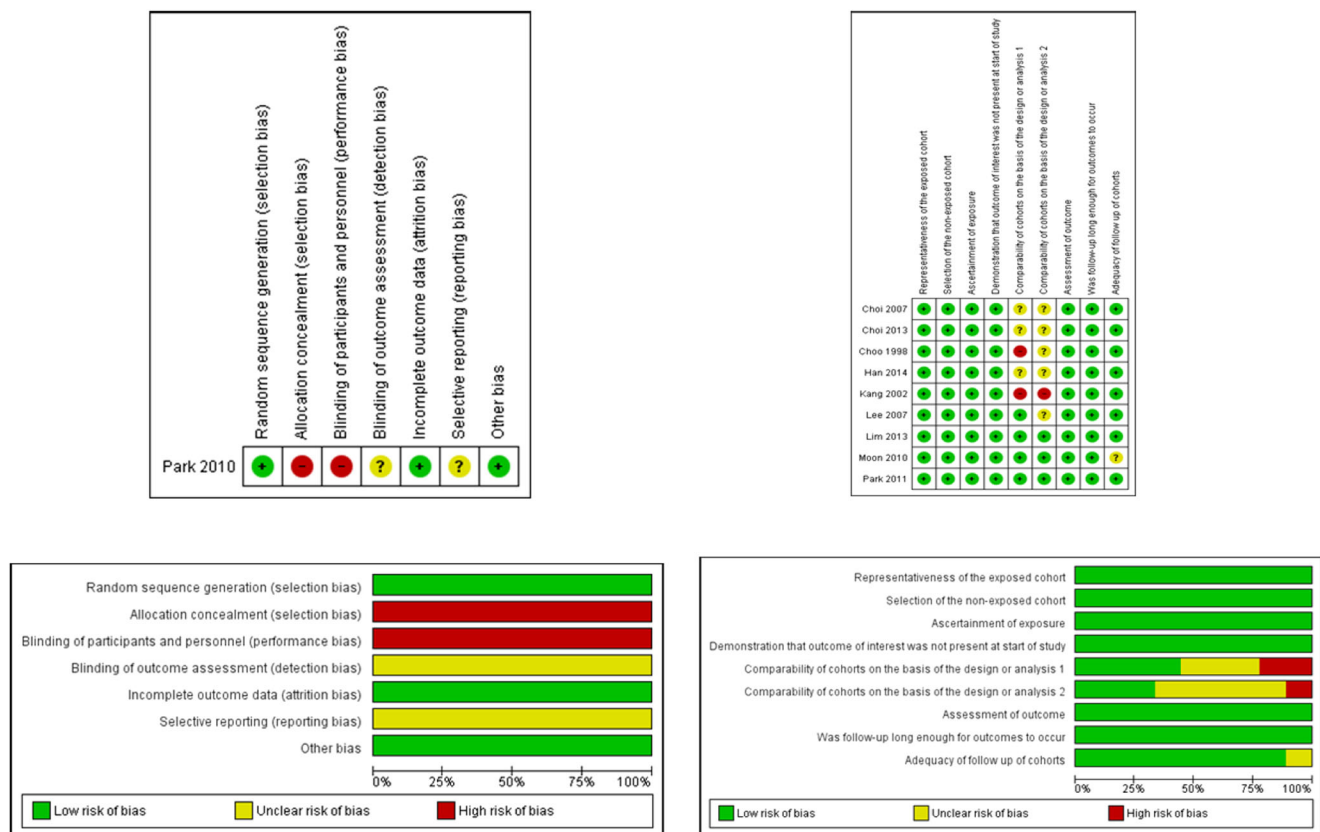 Random sequence generation (selection bias)
Allocation concealment (selection bias)
Blinding of participants and personnel (performance bias)
Blinding of outcome assessment (detection bias)
Incomplete outcome data (attrition bias)
Selective reporting (reporting bias)
Other bias
Park 2010 + - - ? + ? +
Representativeness of the exposed cohort
Selection of the non-exposed cohort
Ascertainment of exposure
Demonstration that outcome of interest was not present at start of study
Comparability of cohorts on the basis of the design or analysis 1
Comparability of cohorts on the basis of the design or analysis 2
Assessment of outcome
Was follow-up long enough for outcomes to occur
Adequacy of follow up of cohorts
Choi 2007 + + + + ? ? + + +
Choi 2013 + + + + ? ? + + +
Choo 1998 + + + + - ? + + +
Han 2014 + + + + ? ? + + +
Kang 2002 + + + + - - + + +
Lee 2007 + + + + + ? + + +
Lim 2013 + + + + + + + + +
Moon 2010 + + + + + + + + ?
Park 2011 + + + + + + + + +
Random sequence generation (selection bias)
Allocation concealment (selection bias)
Blinding of participants and personnel (performance bias)
Blinding of outcome assessment (detection bias)
Incomplete outcome data (attrition bias)
Selective reporting (reporting bias)
Other bias
0% 25% 50% 75% 100%
Low risk of bias Unclear risk of bias High risk of bias
Representativeness of the exposed cohort
Selection of the non-exposed cohort
Ascertainment of exposure
Demonstration that outcome of interest was not present at start of study
Comparability of cohorts on the basis of the design or analysis 1
Comparability of cohorts on the basis of the design or analysis 2
Assessment of outcome
Was follow-up long enough for outcomes to occur
Adequacy of follow up of cohorts
0% 25% 50% 75% 100%
Low risk of bias Unclear risk of bias High risk of bias